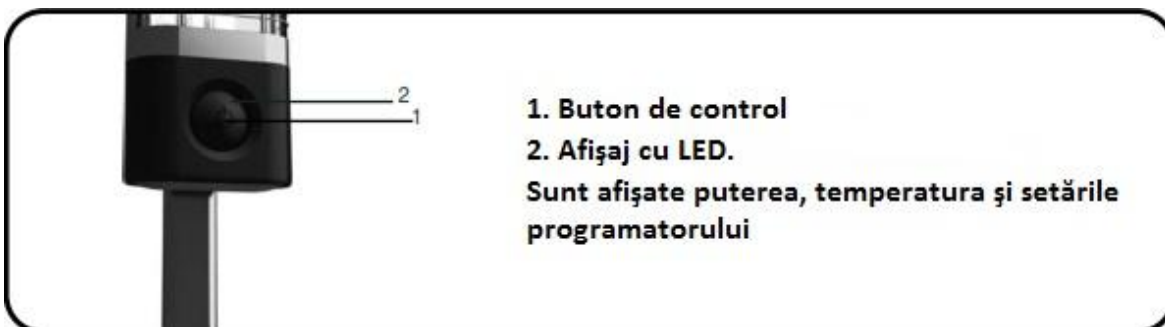 2
1
1. Buton de control
2. Afişaj cu LED.
Sunt afişate puterea, temperatura şi setările
programatorului